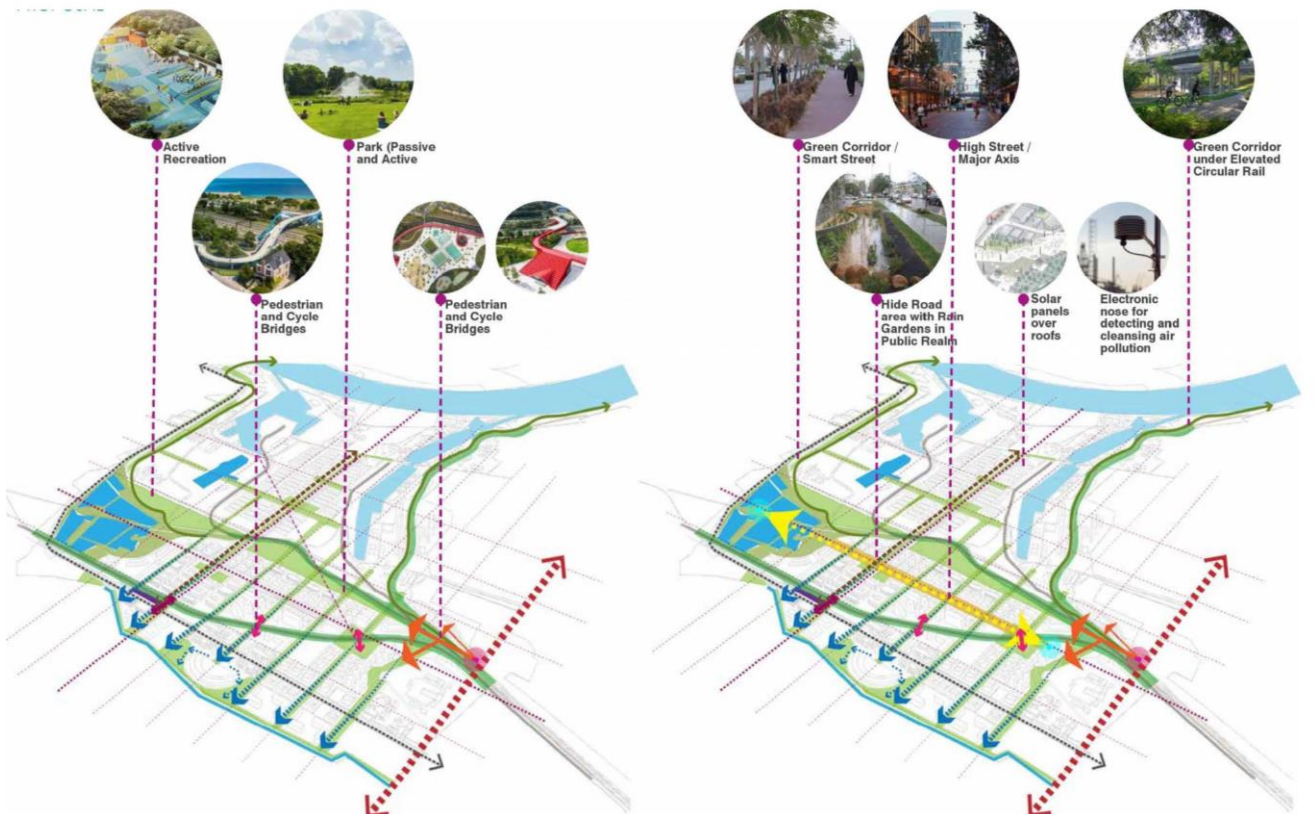 Active
Recreation
Park (Passive
and Active
Pedestrian
and Cycle
Bridges
Pedestrian
and Cycle
Bridges
Green Corridor /
Smart Street
High Street /
Major Axis
Green Corridor
under Elevated
Circular Rail
Hide Road
area with Rain
Gardens in
Public Realm
Solar
panels
over
roofs
Electronic
nose for
detecting and
cleansing air
pollution